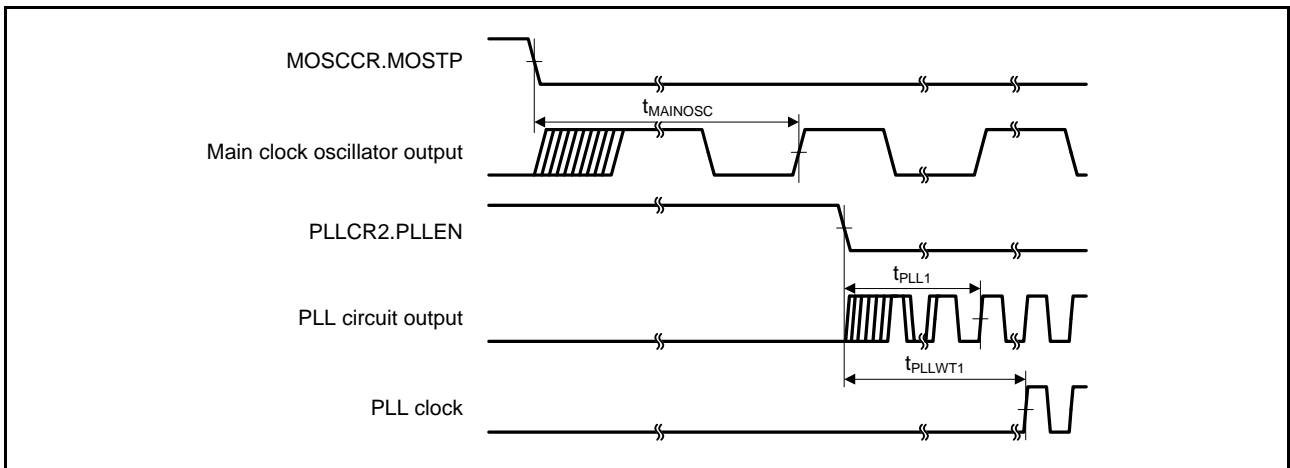 MOSCCR.MOSTP
tMAINOSC
Main clock oscillator output
PLLCR2.PLLEN
tPLL1
PLL circuit output
tPLLWT1
PLL clock